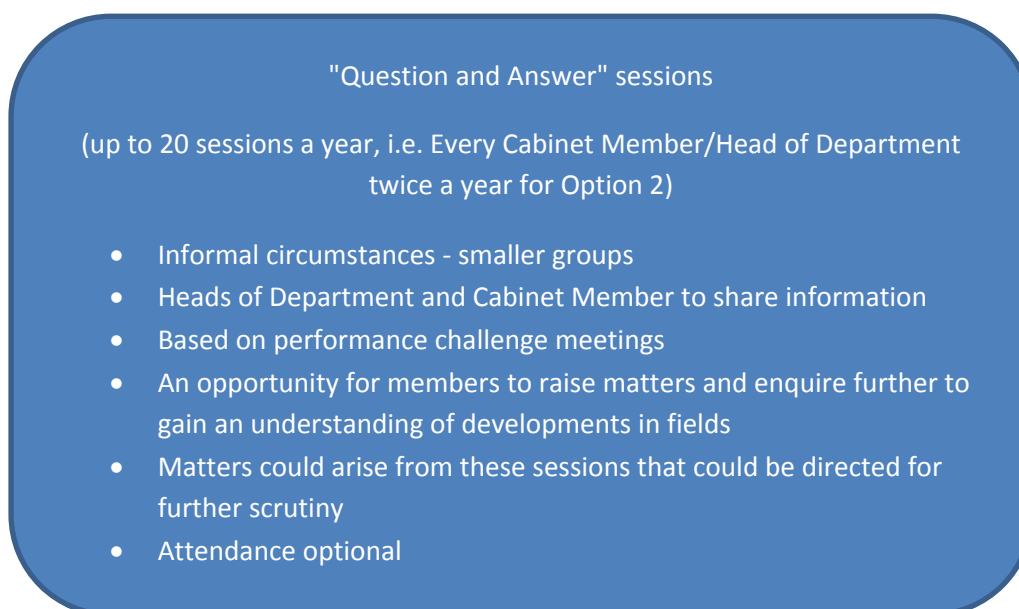 "Question and Answer" sessions
(up to 20 sessions a year, i.e. Every Cabinet Member/Head of Department
twice a year for Option 2)
• Informal circumstances - smaller groups
• Heads of Department and Cabinet Member to share information
• Based on performance challenge meetings
• An opportunity for members to raise matters and enquire further to
gain an understanding of developments in fields
• Matters could arise from these sessions that could be directed for
further scrutiny
• Attendance optional